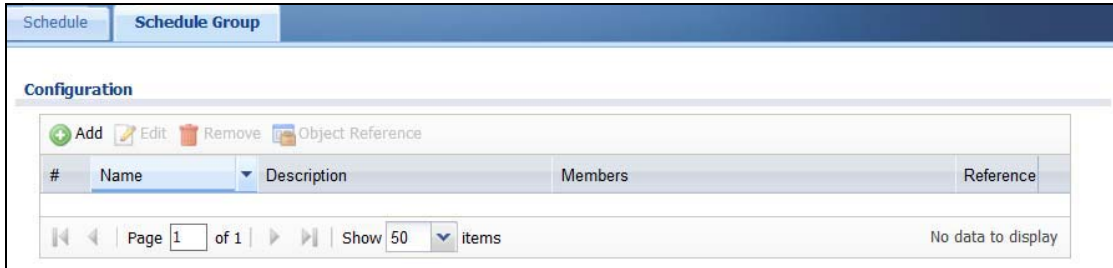 Schedule Schedule Group
Configuration
Add Edit Remove Object Reference
# Name Description Members Reference
Page 1 of 1 Show 50 items No data to display